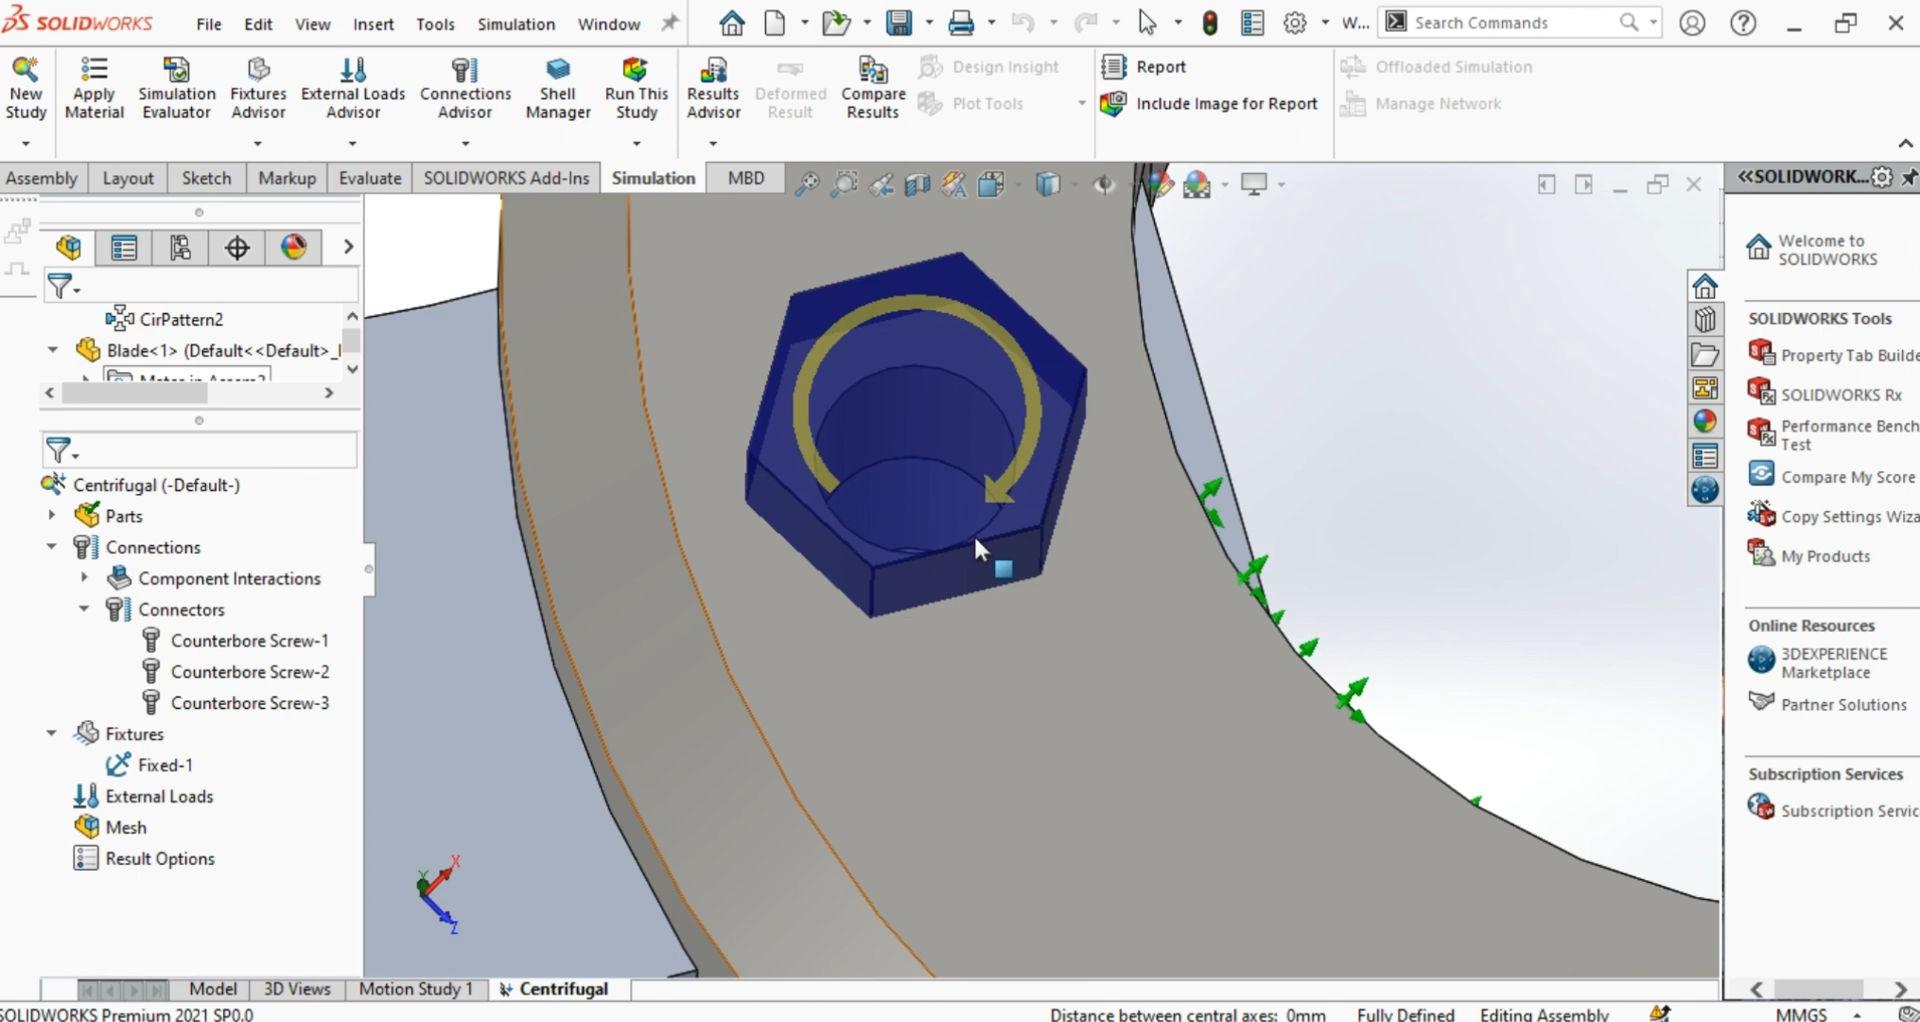 SOLIDWORKS File Edit View Insert Tools Simulation Window W... Search Commands
New Study
Apply Material
Simulation Evaluator
Fixtures Advisor
External Loads Advisor
Connections Advisor
Shell Manager
Run This Study
Results Advisor
Deformed Result
Compare Results
Design Insight
Plot Tools
Report
Include Image for Report
Offloaded Simulation
Manage Network
Assembly Layout Sketch Markup Evaluate SOLIDWORKS Add-Ins Simulation MBD
CirPattern2
Blade<1> (Default<<Default>_
Centrifugal (-Default-)
Parts
Connections
Component Interactions
Connectors
Counterbore Screw-1
Counterbore Screw-2
Counterbore Screw-3
Fixtures
Fixed-1
External Loads
Mesh
Result Options
X
Y
Z
«SOLIDWORK...
Welcome to
SOLIDWORKS
SOLIDWORKS Tools
Property Tab Builde
SOLIDWORKS Rx
Performance Bench
Test
Compare My Score
Copy Settings Wiza
My Products
Online Resources
3DEXPERIENCE
Marketplace
Partner Solutions
Subscription Services
Subscription Servic
Model 3D Views Motion Study 1 Centrifugal
SOLIDWORKS Premium 2021 SP0.0 Distance between central axes: 0mm Fully Defined Editing Assembly MMGS